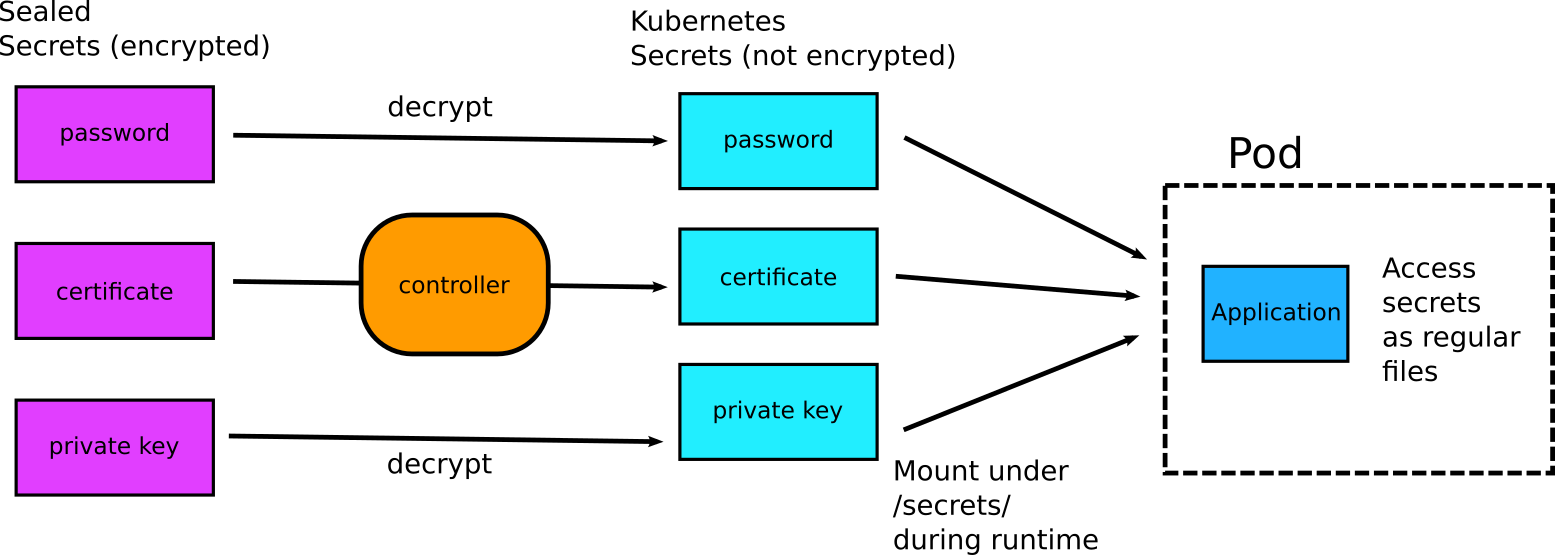 Sealed
Secrets (encrypted)
Kubernetes
Secrets (not encrypted)
password
decrypt
password
Pod
certificate
controller
certificate
Application
Access
secrets
as regular
files
private key
decrypt
private key
Mount under
/secrets/
during runtime